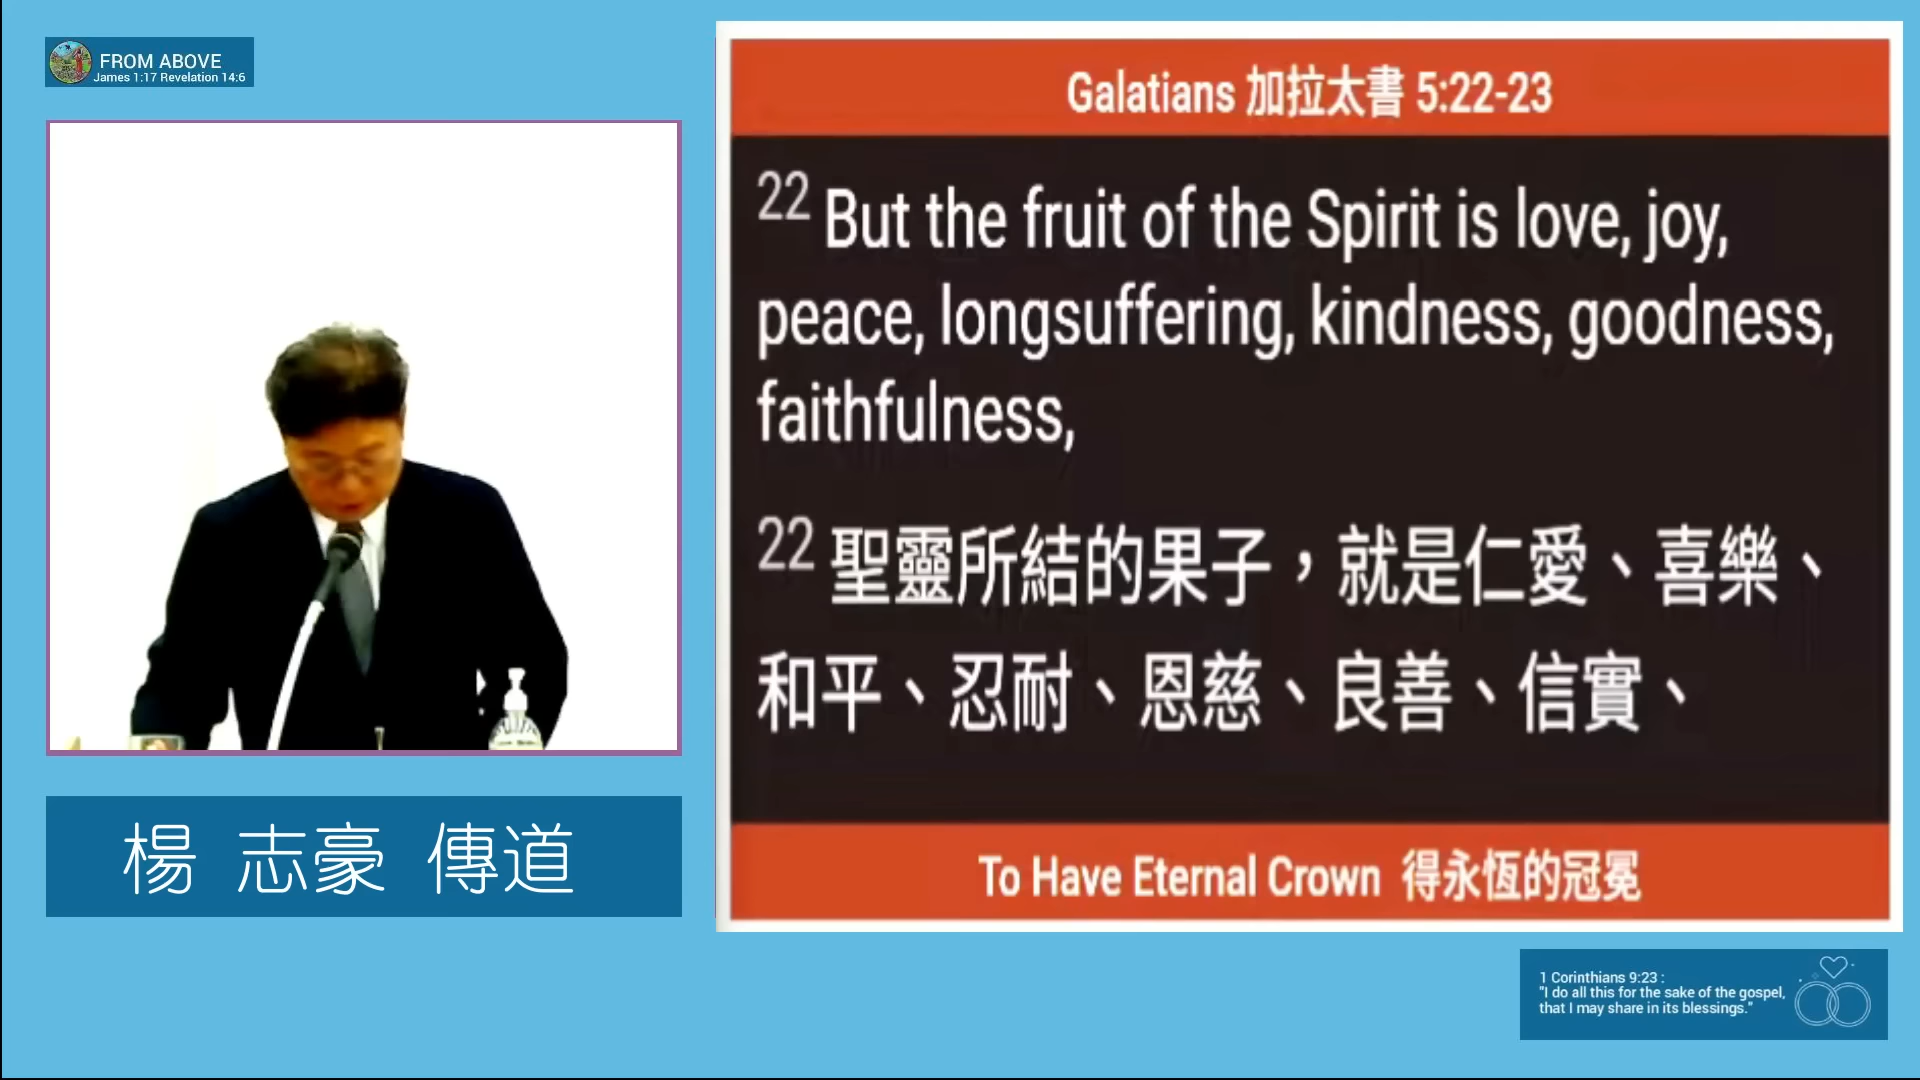 FROM ABOVE
James 1:17 Revelation 14:6
Galatians 加拉太書 5:22-23
22 But the fruit of the Spirit is love, joy,
peace, longsuffering, kindness, goodness,
faithfulness,
22 聖靈所結的果子，就是仁愛、喜樂、
和平、忍耐、恩慈、良善、信實、
To Have Eternal Crown 得永恆的冠冕
楊 志豪 傳道
1 Corinthians 9:23 :
"I do all this for the sake of the gospel,
that I may share in its blessings."